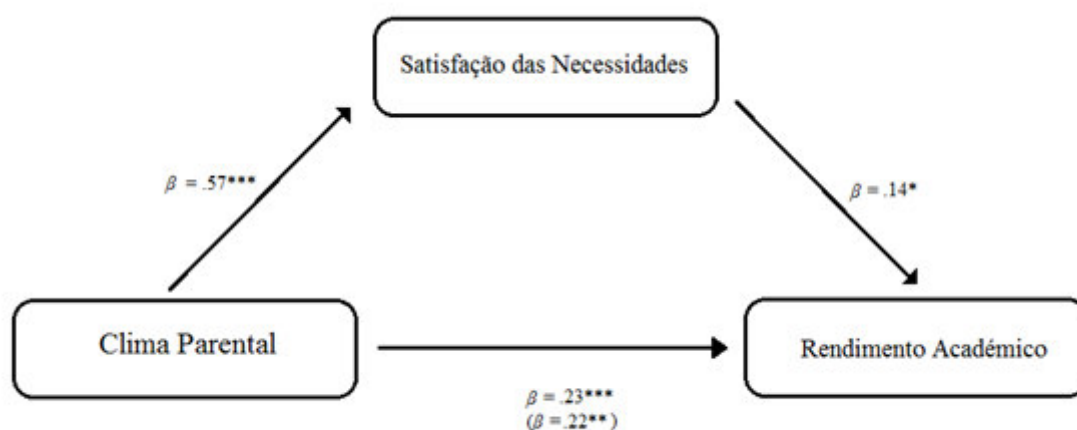 Satisfação das Necessidades
β = .57***
β = .14*
Clima Parental
Rendimento Académico
β = .23***
(β = .22**)